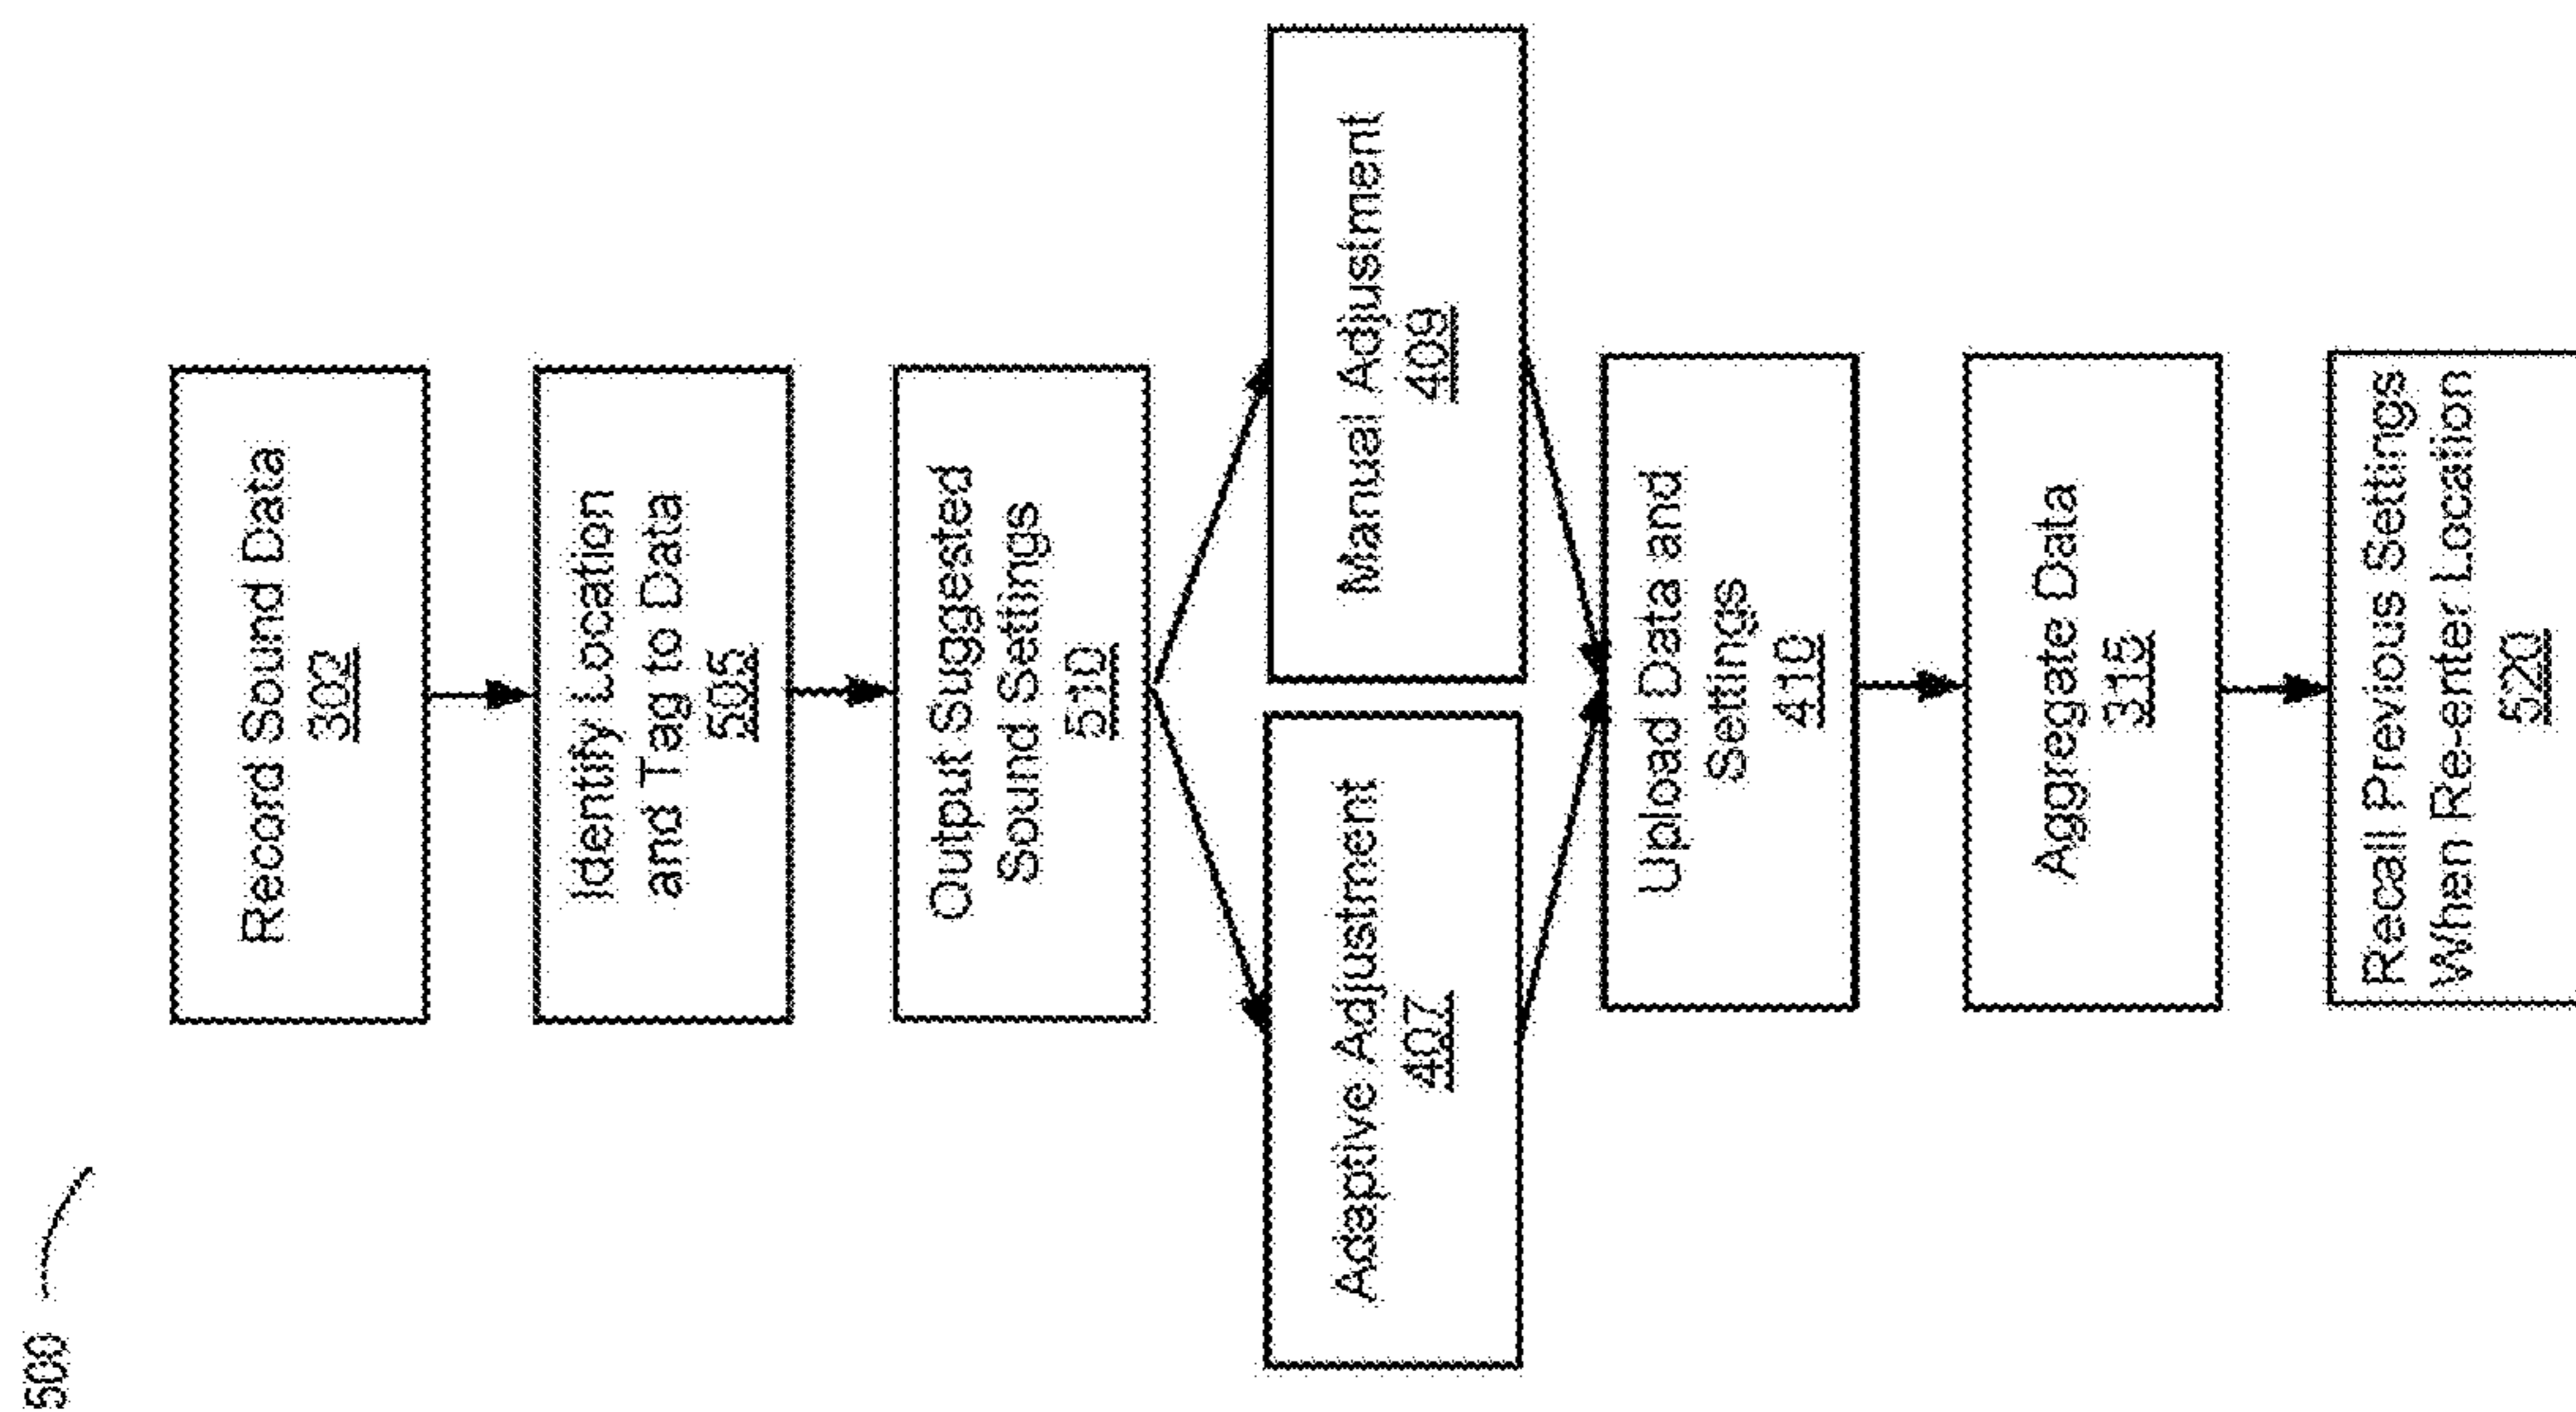 500
Record Sound Data
302
Identify Location
and Tag to Data
505
Output Suggested
Sound Settings
510
Adaptive Adjustment
407
Manual Adjustment
409
Upload Data and
Settings
410
Aggregate Data
315
Recall Previous Settings
When Re-enter Location
520